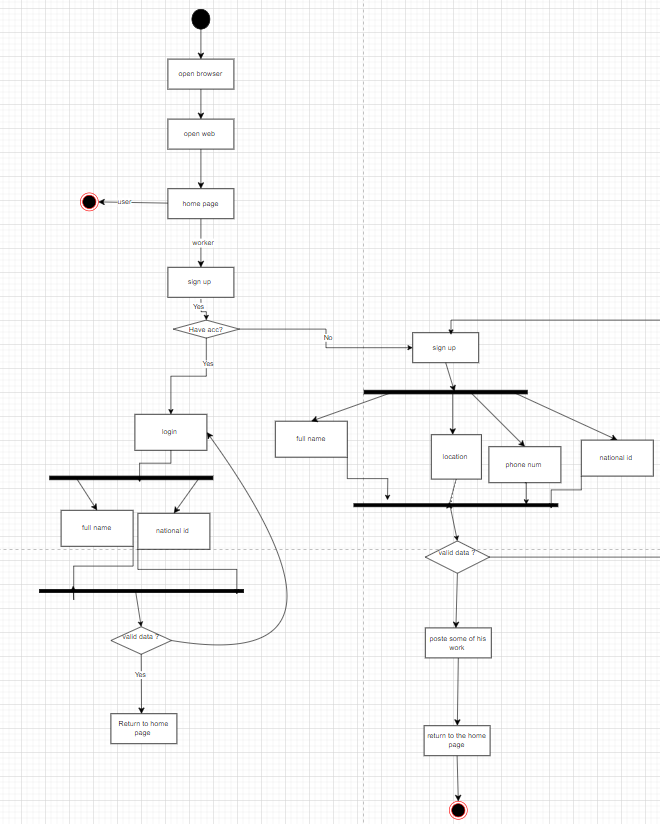 open browser
open web
user
home page
worker
sign up
Yes
Have acc?
No
sign up
Yes
login
full name
location
phone num
national id
full name
national id
valid data ?
valid data ?
poste some of his
work
Yes
Return to home
page
return to the home
page